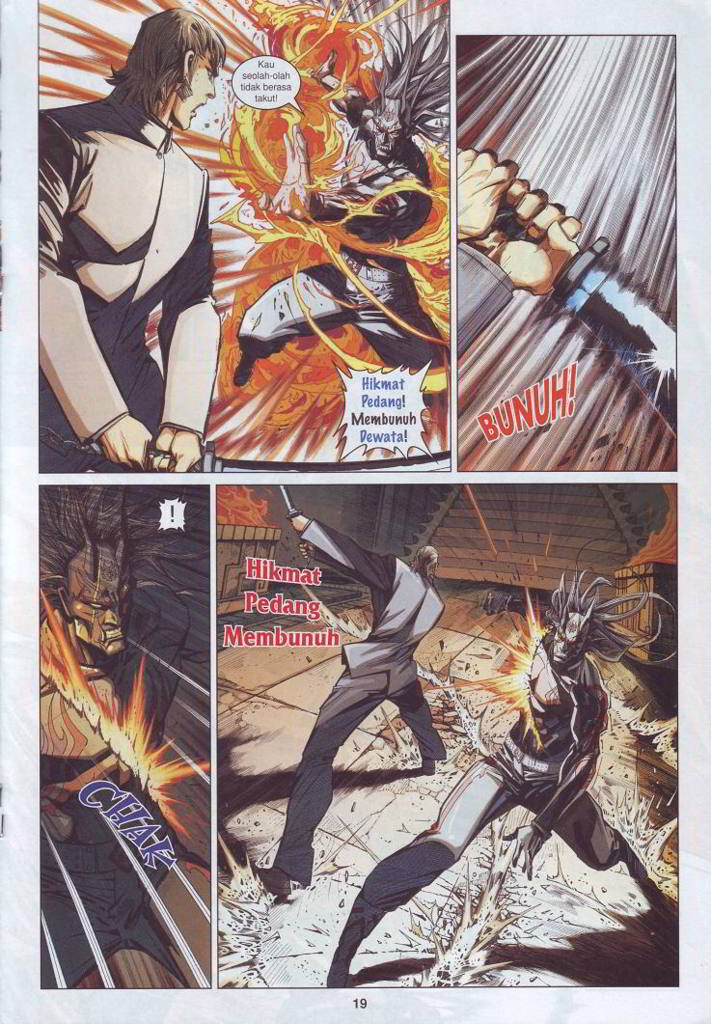 Kau
seolah-olah
tidak berasa
takut!
Hikmat
Pedang!
Membunuh
Dewata!
BUNUH!
!
CHAK
Hikmat
Pedang
Membunuh
19